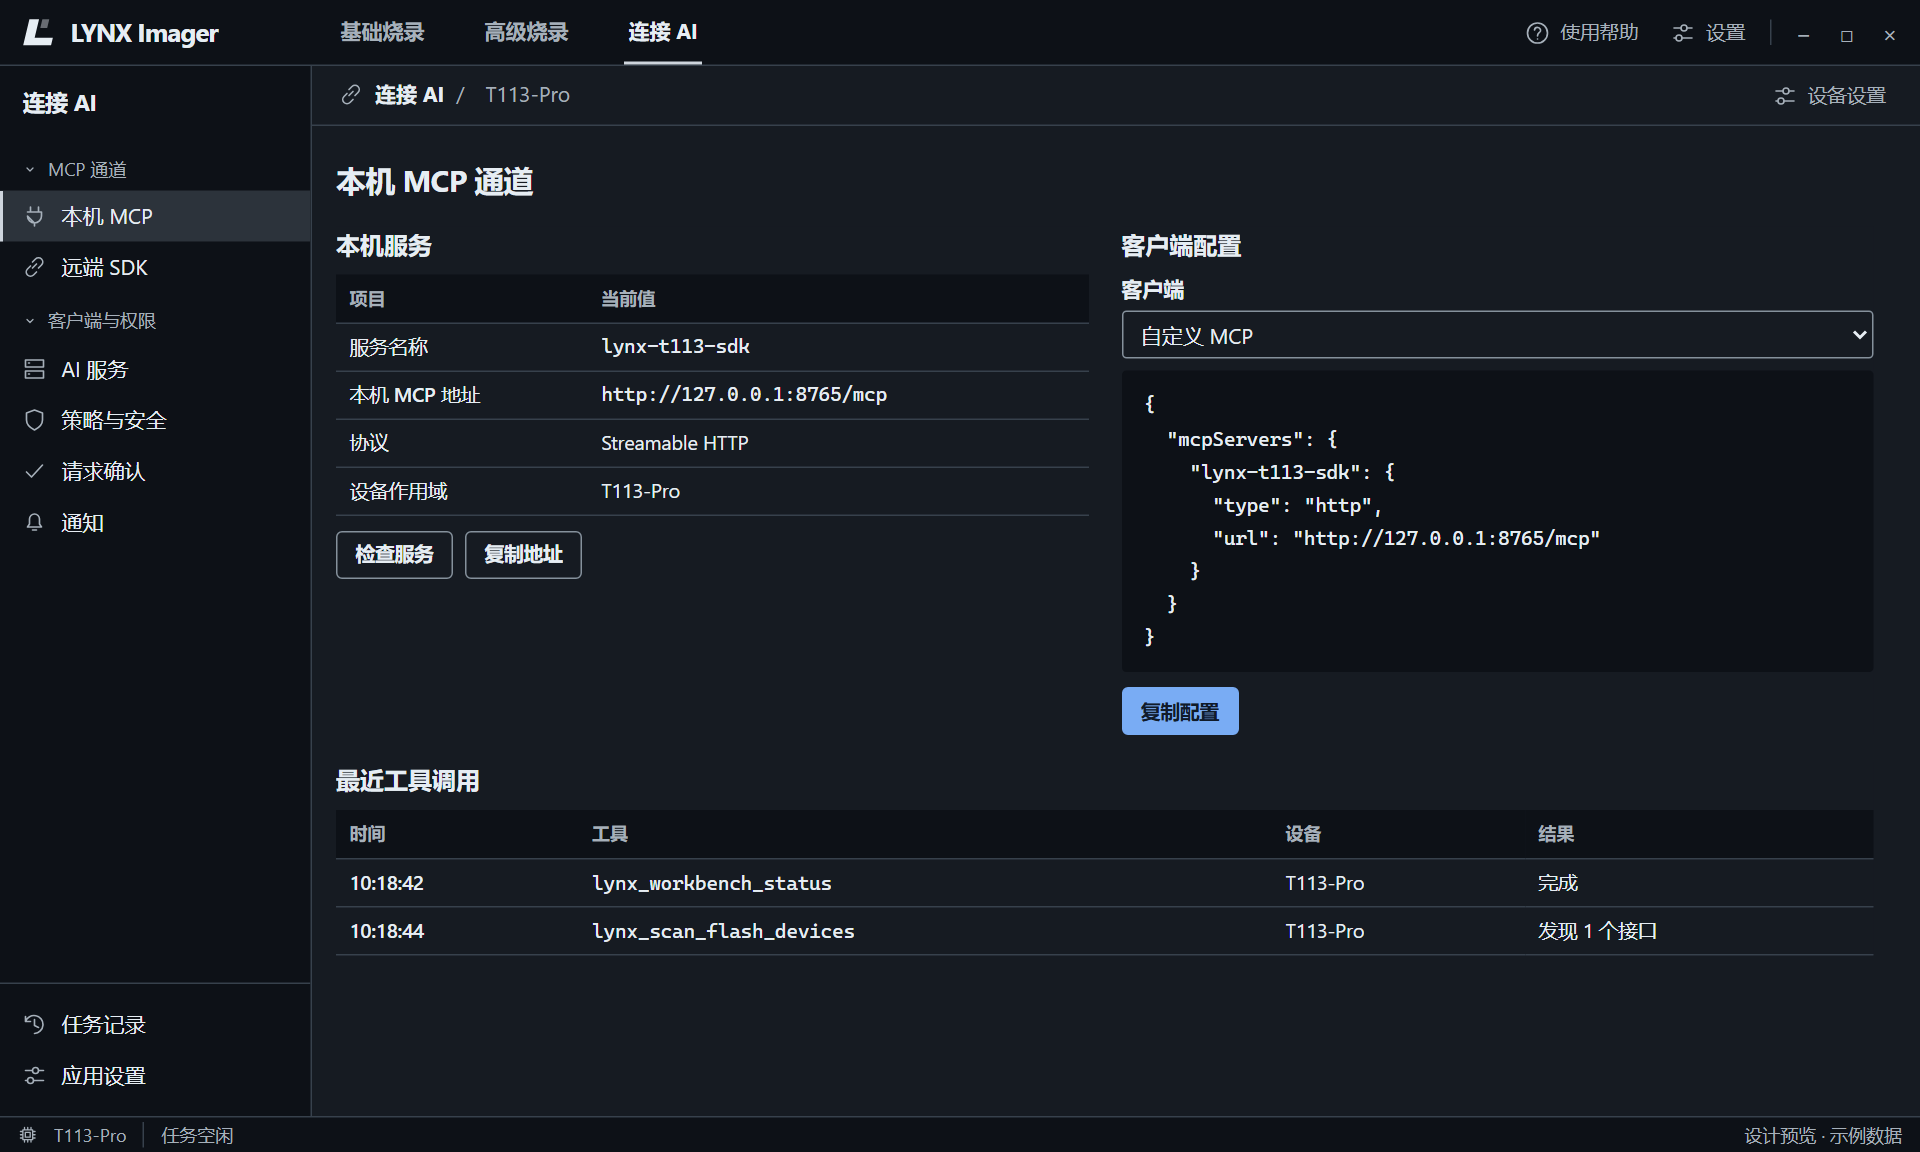 LYNX Imager
基础烧录
高级烧录
连接 AI
使用帮助
设置
连接 AI
MCP 通道
本机 MCP
远端 SDK
客户端与权限
AI 服务
策略与安全
请求确认
通知
任务记录
应用设置
连接 AI / T113-Pro
设备设置
本机 MCP 通道
本机服务
项目 当前值
服务名称 lynx-t113-sdk
本机 MCP 地址 http://127.0.0.1:8765/mcp
协议 Streamable HTTP
设备作用域 T113-Pro
检查服务 复制地址
客户端配置
客户端
自定义 MCP
{
  "mcpServers": {
    "lynx-t113-sdk": {
      "type": "http",
      "url": "http://127.0.0.1:8765/mcp"
    }
  }
}
复制配置
最近工具调用
时间 工具 设备 结果
10:18:42 lynx_workbench_status T113-Pro 完成
10:18:44 lynx_scan_flash_devices T113-Pro 发现 1 个接口
T113-Pro 任务空闲
设计预览 · 示例数据